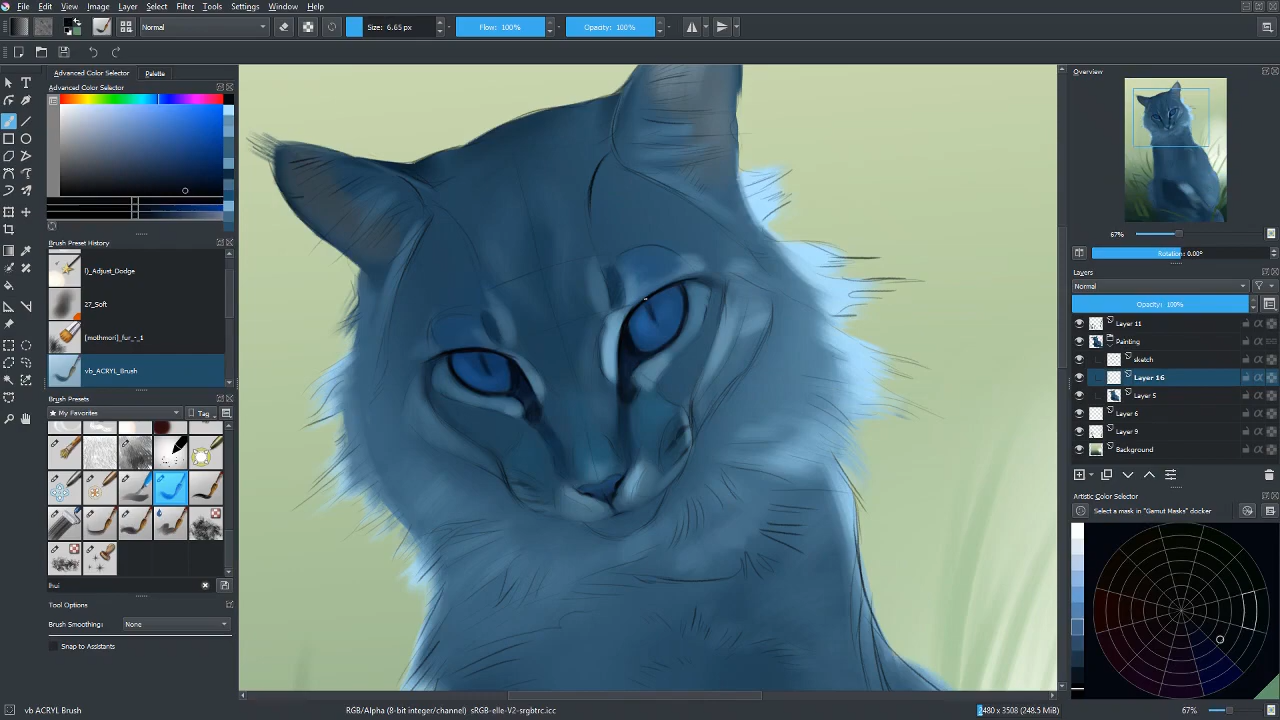 File Edit View Image Layer Select Filter Tools Settings Window Help
Normal Size: 6.65 px Flow: 100% Opacity: 100%
Advanced Color Selector Palette
Advanced Color Selector
Brush Preset History
I)_Adjust_Dodge
27_Soft
[mothmori]_fur_-_1
vb_ACRYL_Brush
Brush Presets
My Favorites Tag
Tool Options
Brush Smoothing: None
Snap to Assistants
Overview
67%
Rotation: 0.00°
Layers
Normal
Opacity: 100%
Layer 11
Painting
sketch
Layer 16
Layer 5
Layer 6
Layer 9
Background
Artistic Color Selector
Select a mask in "Gamut Masks" docker
vb ACRYL Brush RGB/Alpha (8-bit integer/channel) sRGB-elle-V2-srgbtrc.icc 2480 x 3508 (248.5 MiB) 67%